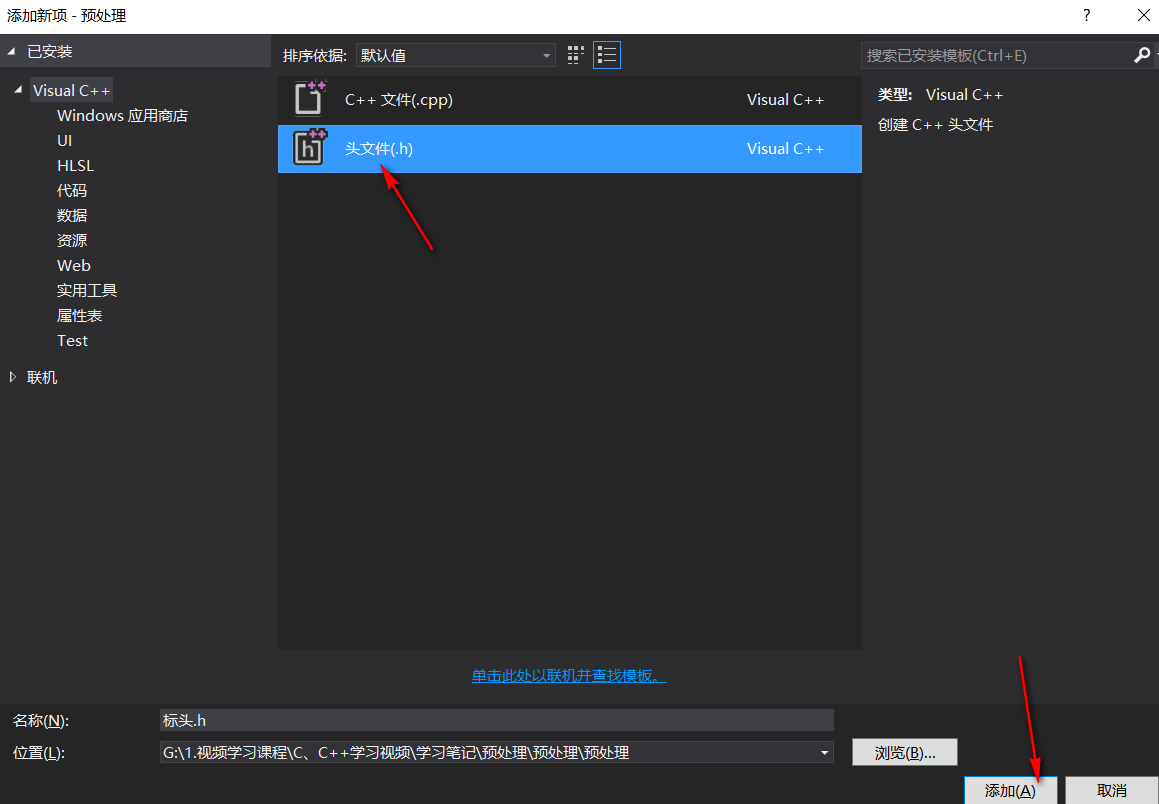 添加新项 - 预处理
?
已安装
排序依据: 默认值
搜索已安装模板(Ctrl+E)
Visual C++
Windows 应用商店
UI
HLSL
代码
数据
资源
Web
实用工具
属性表
Test
联机
C++ 文件(.cpp) Visual C++
头文件(.h) Visual C++
类型: Visual C++
创建 C++ 头文件
单击此处以联机并查找模板。
名称(N): 标头.h
位置(L): G:\1.视频学习课程\C、C++学习视频\学习笔记\预处理\预处理\预处理
浏览(B)...
添加(A) 取消